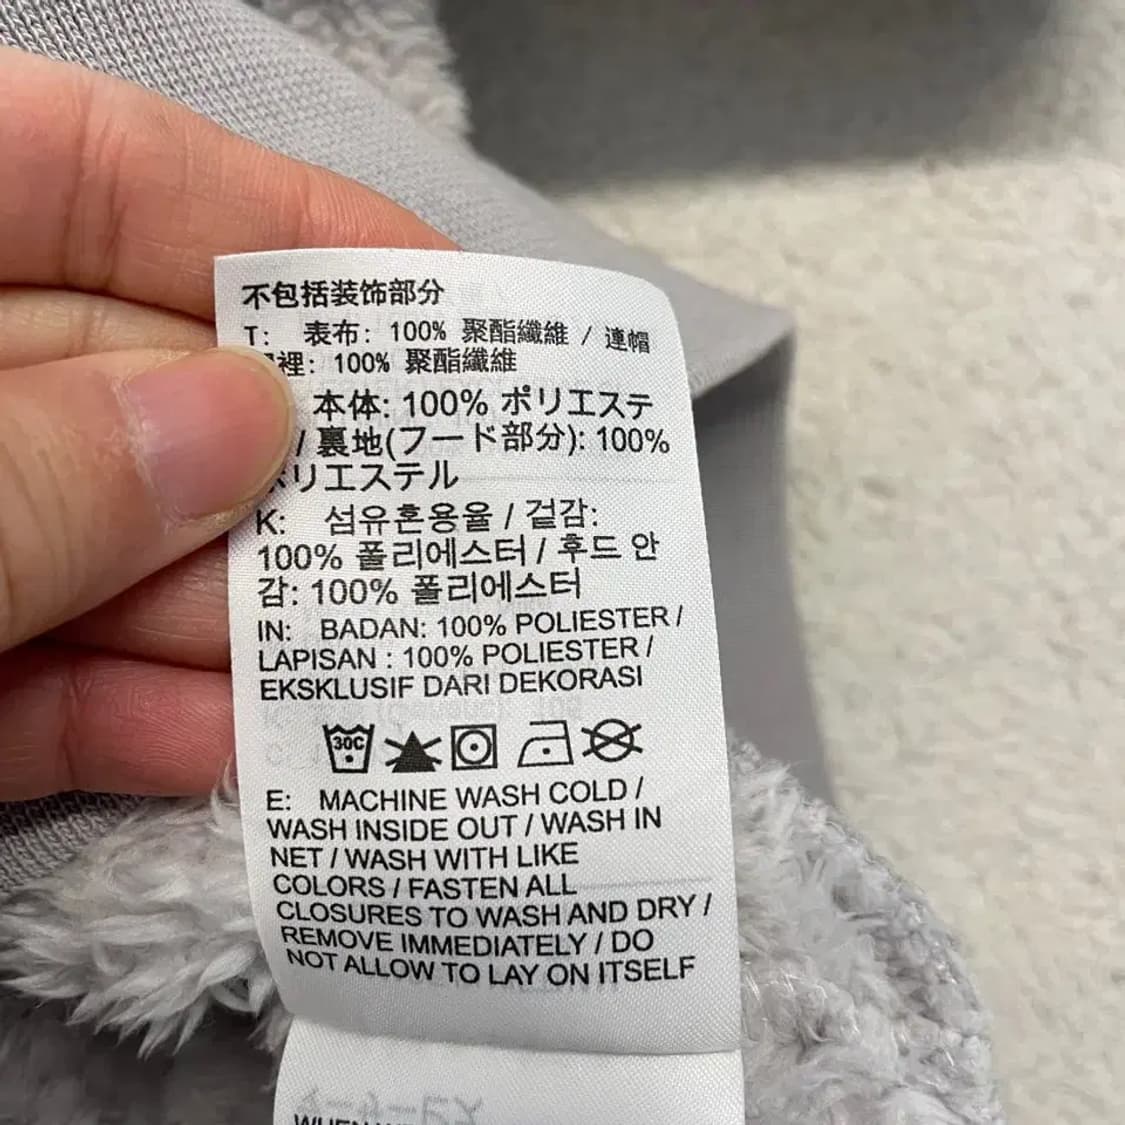 不包括装饰部分
T: 表布: 100% 聚酯纖維 / 連帽
裡: 100% 聚酯纖維
本体: 100% ポリエステ
/ 裏地(フード部分): 100%
リエステル
K: 섬유혼용율 / 겉감:
100% 폴리에스터 / 후드 안
감: 100% 폴리에스터
IN: BADAN: 100% POLIESTER /
LAPISAN : 100% POLIESTER /
EKSKLUSIF DARI DEKORASI
30C
E: MACHINE WASH COLD /
WASH INSIDE OUT / WASH IN
NET / WASH WITH LIKE
COLORS / FASTEN ALL
CLOSURES TO WASH AND DRY /
REMOVE IMMEDIATELY / DO
NOT ALLOW TO LAY ON ITSELF